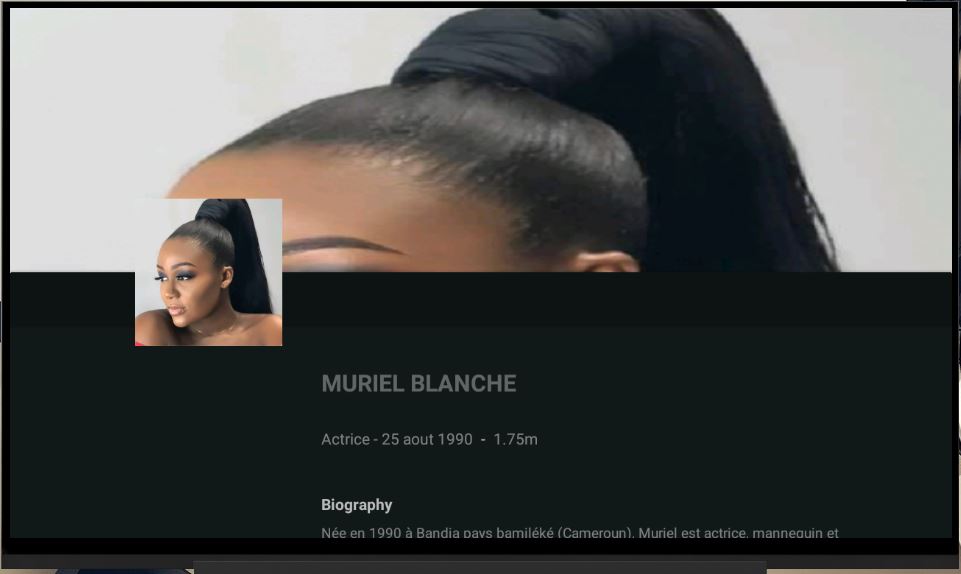 MURIEL BLANCHE
Actrice - 25 aout 1990 - 1.75m
Biography
Née en 1990 à Bandja pays bamiléké (Cameroun), Muriel est actrice, mannequin et